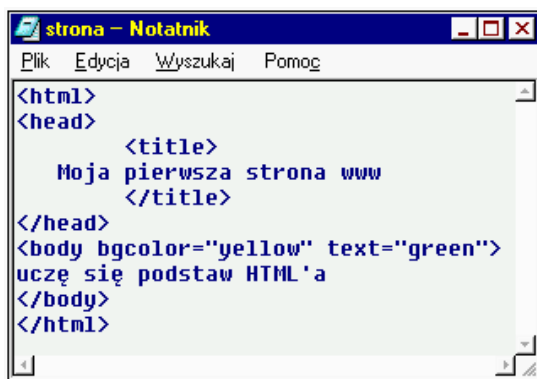 strona – Notatnik
Plik Edycja Wyszukaj Pomoc
<html>
<head>
<title>
Moja pierwsza strona www
</title>
</head>
<body bgcolor="yellow" text="green">
uczę się podstaw HTML'a
</body>
</html>